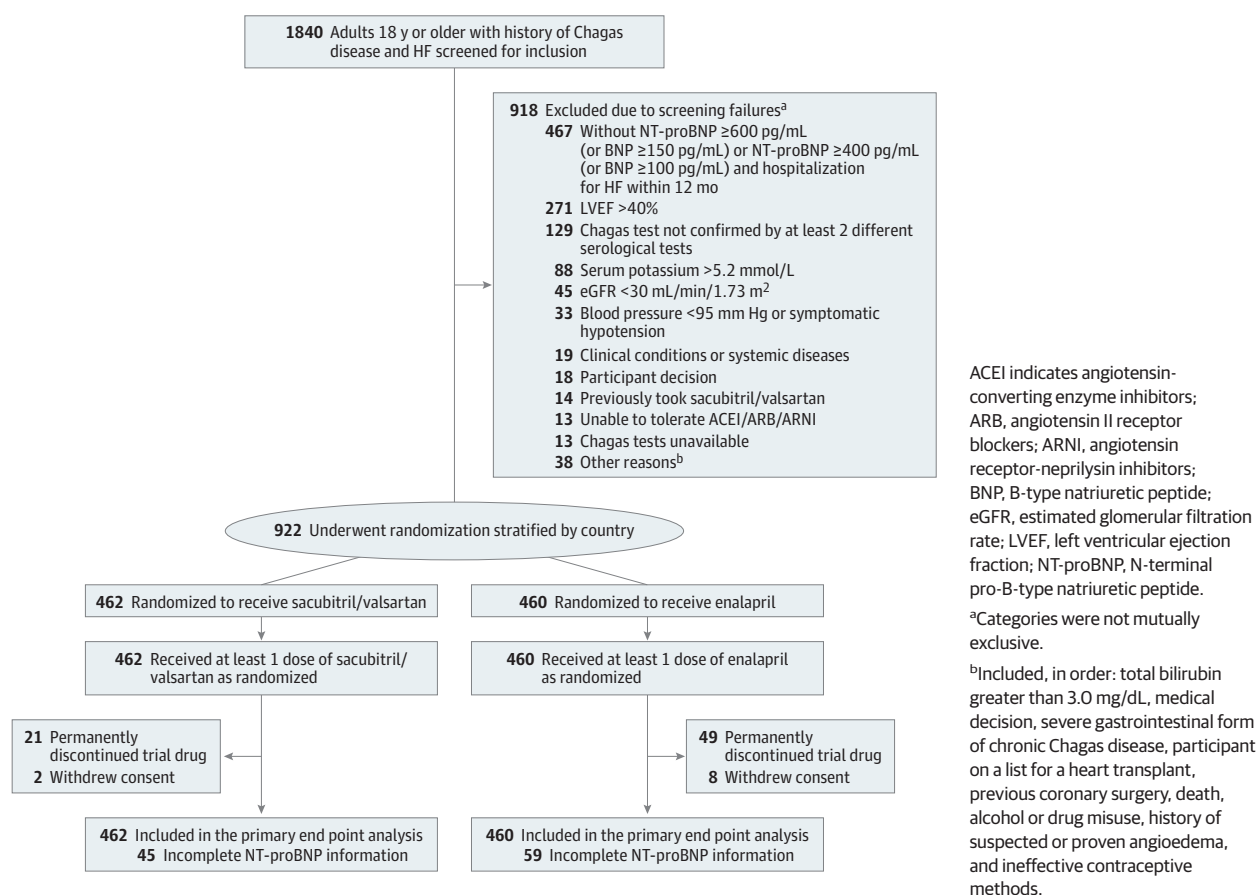 1840 Adults 18 y or older with history of Chagas
disease and HF screened for inclusion
918 Excluded due to screening failuresa
467 Without NT-proBNP ≥600 pg/mL
(or BNP ≥150 pg/mL) or NT-proBNP ≥400 pg/mL
(or BNP ≥100 pg/mL) and hospitalization
for HF within 12 mo
271 LVEF >40%
129 Chagas test not confirmed by at least 2 different
serological tests
88 Serum potassium >5.2 mmol/L
45 eGFR <30 mL/min/1.73 m2
33 Blood pressure <95 mm Hg or symptomatic
hypotension
19 Clinical conditions or systemic diseases
18 Participant decision
14 Previously took sacubitril/valsartan
13 Unable to tolerate ACEI/ARB/ARNI
13 Chagas tests unavailable
38 Other reasonsb
922 Underwent randomization stratified by country
462 Randomized to receive sacubitril/valsartan
460 Randomized to receive enalapril
462 Received at least 1 dose of sacubitril/
valsartan as randomized
460 Received at least 1 dose of enalapril
as randomized
21 Permanently
discontinued trial drug
2 Withdrew consent
49 Permanently
discontinued trial drug
8 Withdrew consent
462 Included in the primary end point analysis
45 Incomplete NT-proBNP information
460 Included in the primary end point analysis
59 Incomplete NT-proBNP information
ACEI indicates angiotensin-
converting enzyme inhibitors;
ARB, angiotensin II receptor
blockers; ARNI, angiotensin
receptor-neprilysin inhibitors;
BNP, B-type natriuretic peptide;
eGFR, estimated glomerular filtration
rate; LVEF, left ventricular ejection
fraction; NT-proBNP, N-terminal
pro-B-type natriuretic peptide.
aCategories were not mutually
exclusive.
bIncluded, in order: total bilirubin
greater than 3.0 mg/dL, medical
decision, severe gastrointestinal form
of chronic Chagas disease, participant
on a list for a heart transplant,
previous coronary surgery, death,
alcohol or drug misuse, history of
suspected or proven angioedema,
and ineffective contraceptive
methods.